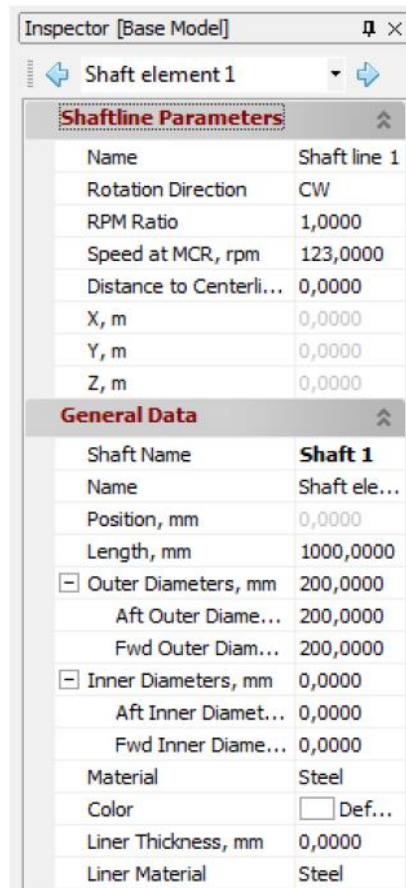 Inspector [Base Model]
Shaft element 1
Shaftline Parameters
Name Shaft line 1
Rotation Direction CW
RPM Ratio 1,0000
Speed at MCR, rpm 123,0000
Distance to Centerli... 0,0000
X, m 0,0000
Y, m 0,0000
Z, m 0,0000
General Data
Shaft Name Shaft 1
Name Shaft ele...
Position, mm 0,0000
Length, mm 1000,0000
Outer Diameters, mm 200,0000
Aft Outer Diame... 200,0000
Fwd Outer Diam... 200,0000
Inner Diameters, mm 0,0000
Aft Inner Diamet... 0,0000
Fwd Inner Diame... 0,0000
Material Steel
Color Def...
Liner Thickness, mm 0,0000
Liner Material Steel